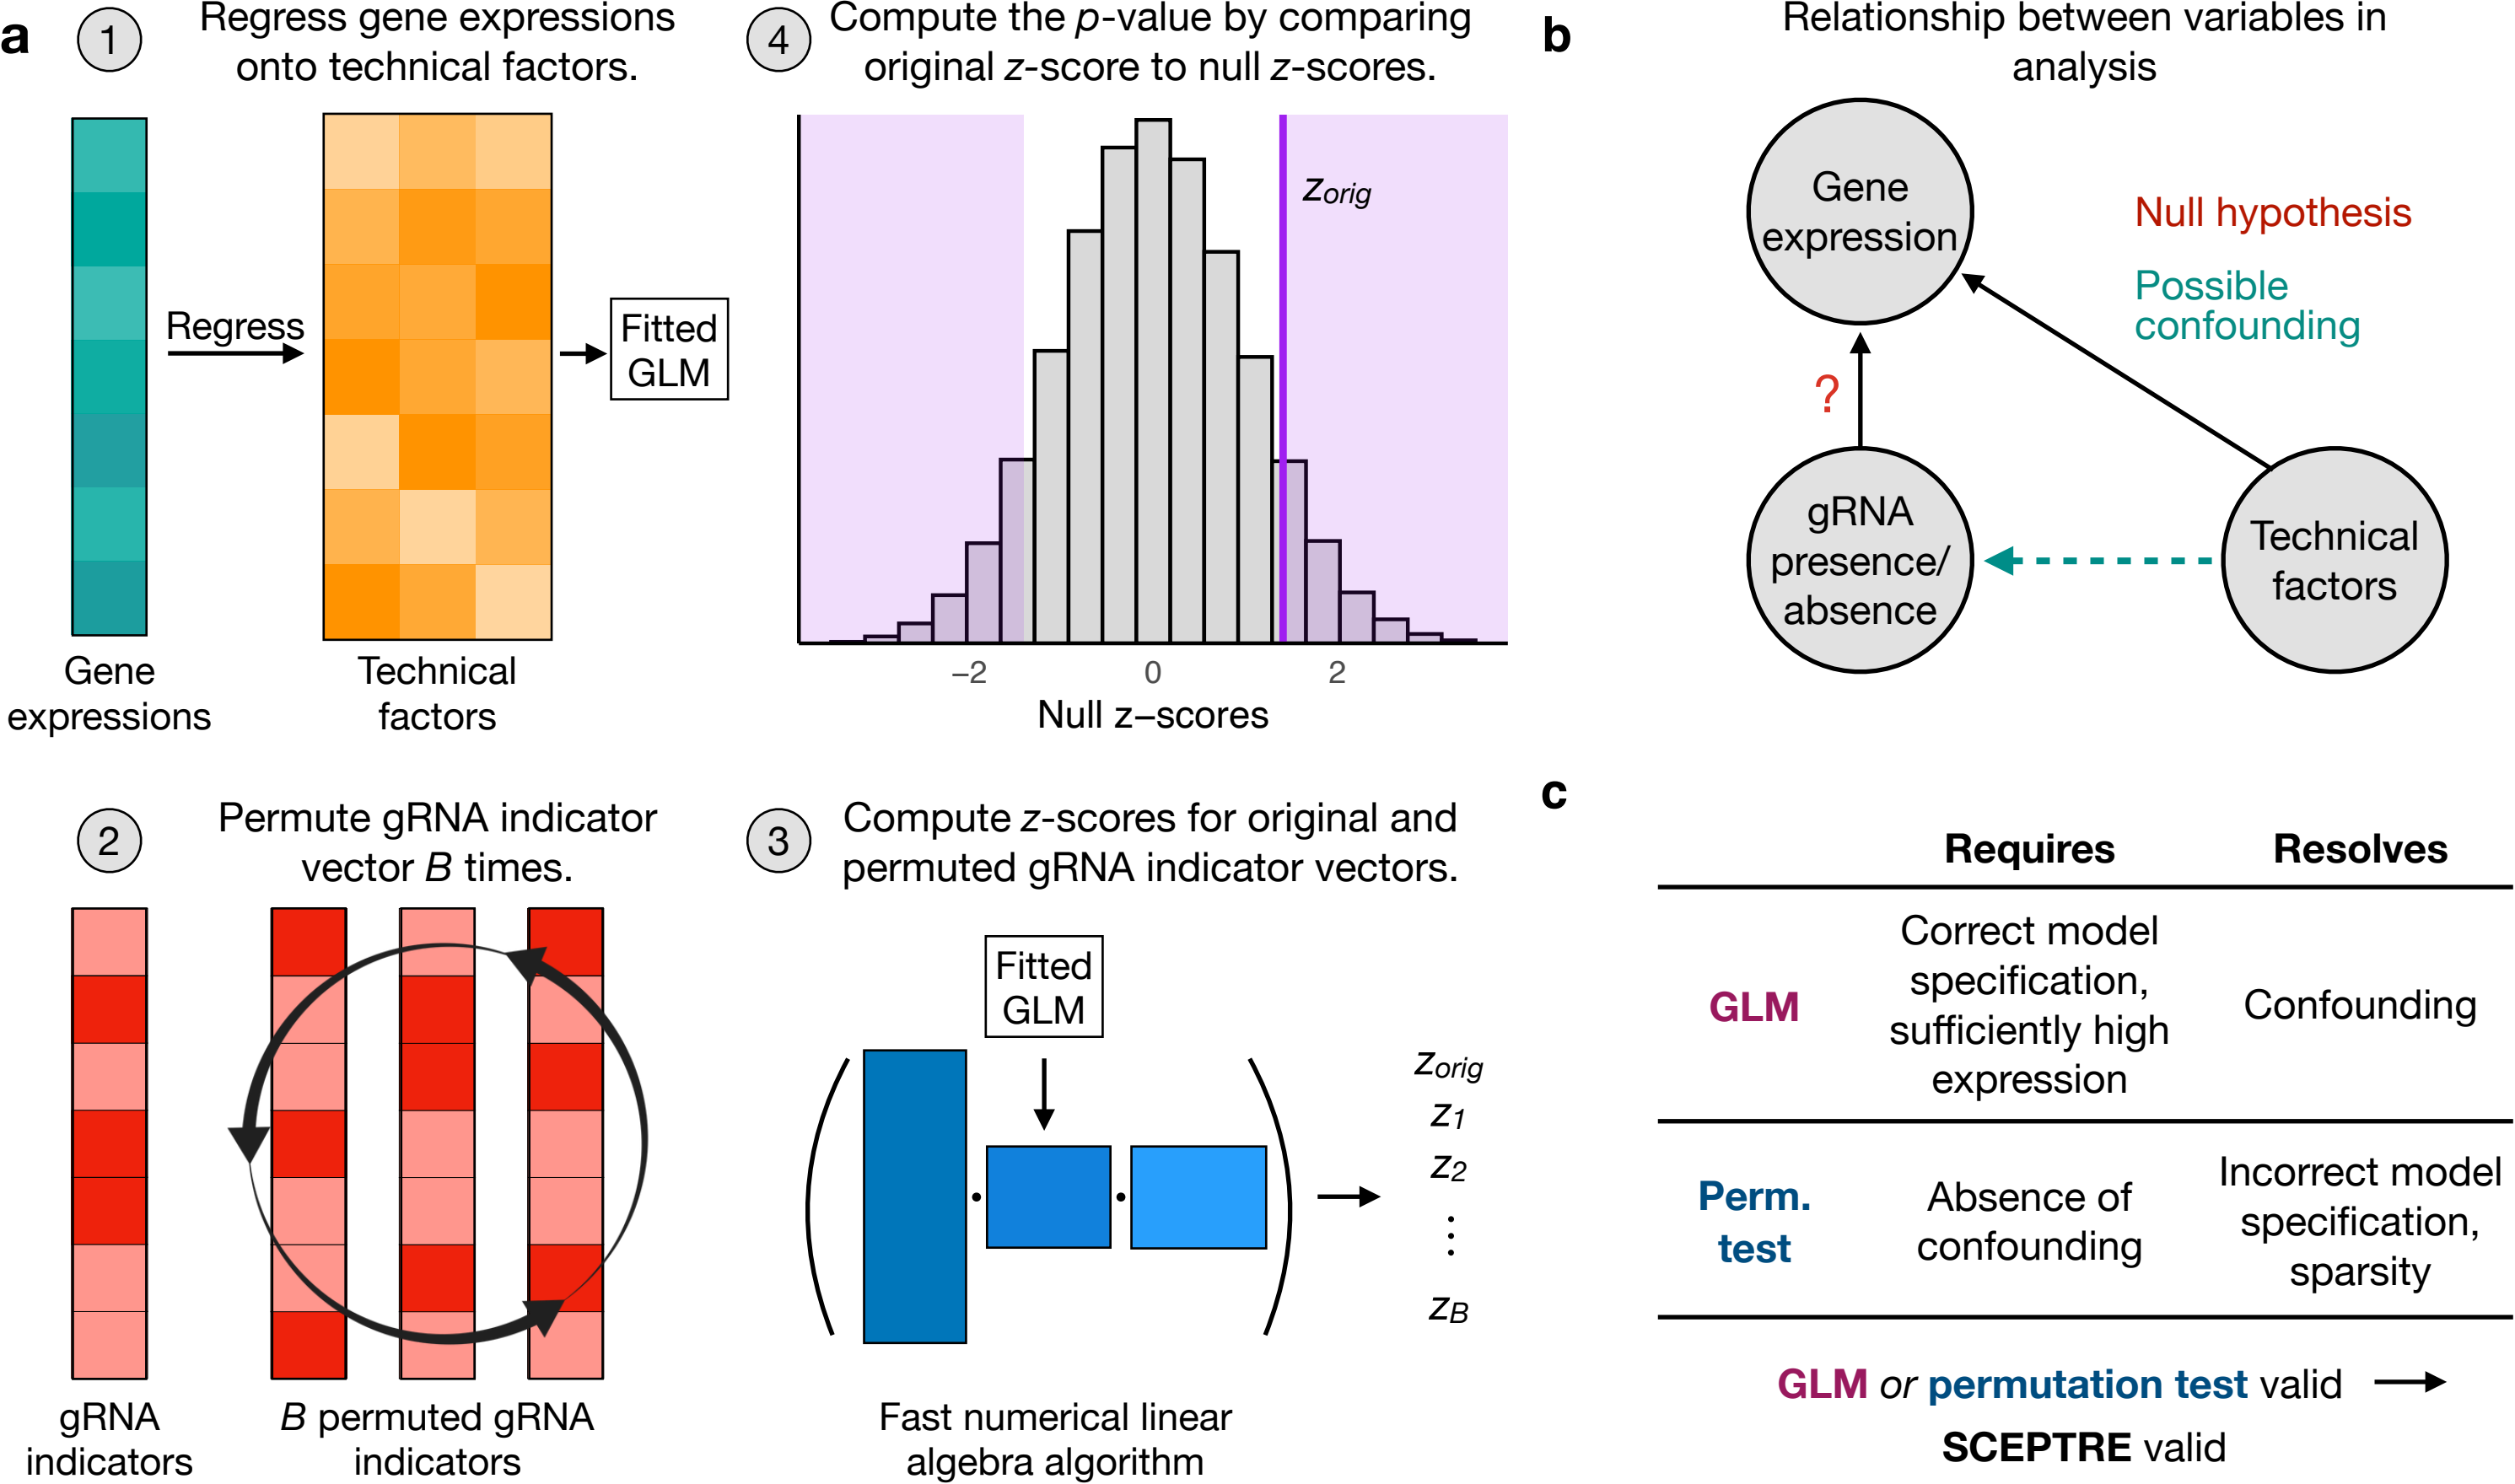 a
1
Regress gene expressions
onto technical factors.
Regress
Fitted
GLM
Gene
expressions
Technical
factors
4
Compute the p-value by comparing
original z-score to null z-scores.
zorig
−2
0
2
Null z−scores
2
Permute gRNA indicator
vector B times.
gRNA
indicators
B permuted gRNA
indicators
3
Compute z-scores for original and
permuted gRNA indicator vectors.
Fitted
GLM
zorig
z1
z2
⋮
zB
Fast numerical linear
algebra algorithm
b
Relationship between variables in
analysis
Gene
expression
Null hypothesis
Possible
confounding
?
gRNA
presence/
absence
Technical
factors
c
Requires
Resolves
GLM
Correct model
specification,
sufficiently high
expression
Confounding
Perm.
test
Absence of
confounding
Incorrect model
specification,
sparsity
GLM or permutation test valid
SCEPTRE valid